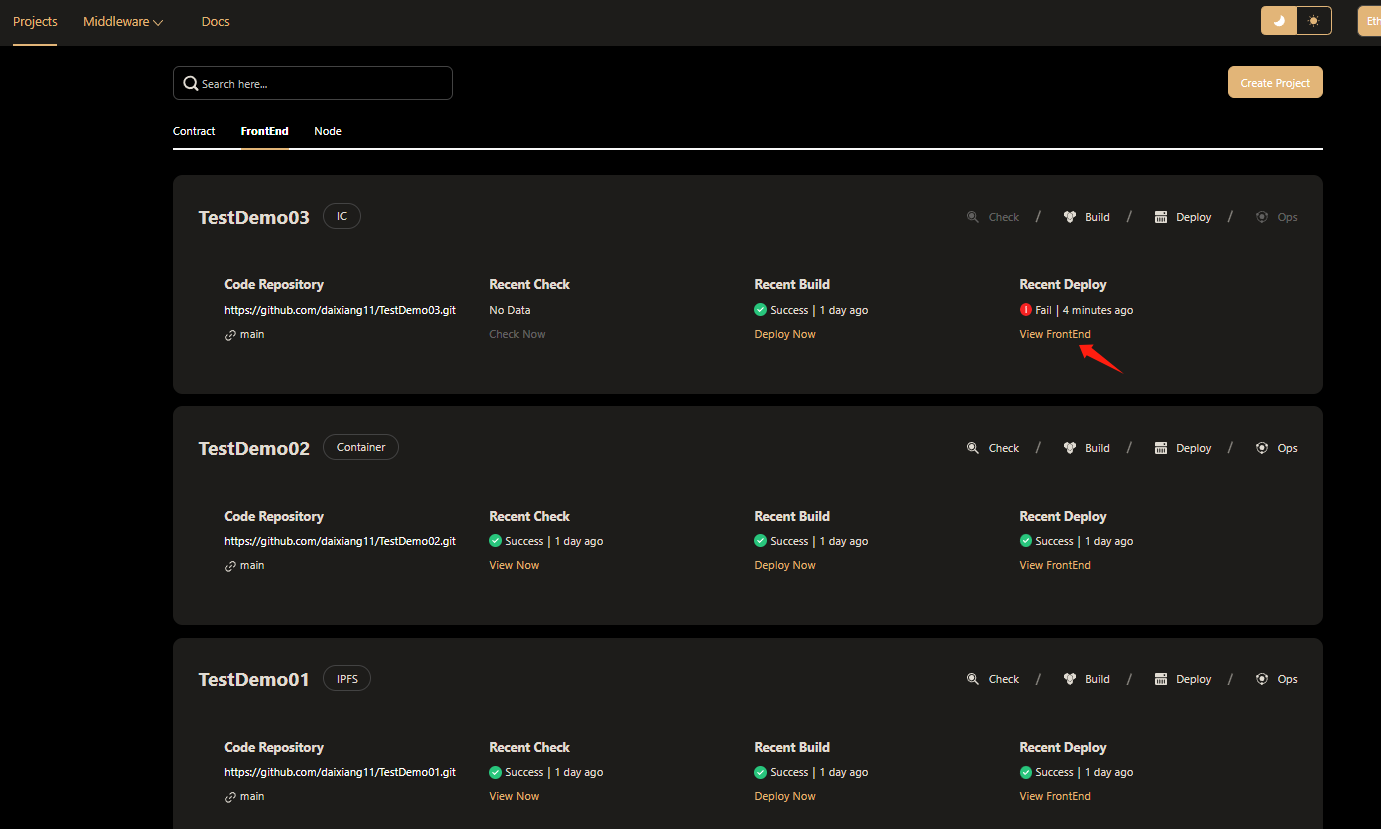 Projects Middleware Docs
Search here...
Create Project
Contract FrontEnd Node
TestDemo03 IC Check / Build / Deploy / Ops
Code Repository Recent Check Recent Build Recent Deploy
https://github.com/daixiang11/TestDemo03.git No Data Success | 1 day ago Fail | 4 minutes ago
main Check Now Deploy Now View FrontEnd
TestDemo02 Container Check / Build / Deploy / Ops
Code Repository Recent Check Recent Build Recent Deploy
https://github.com/daixiang11/TestDemo02.git Success | 1 day ago Success | 1 day ago Success | 1 day ago
main View Now Deploy Now View FrontEnd
TestDemo01 IPFS Check / Build / Deploy / Ops
Code Repository Recent Check Recent Build Recent Deploy
https://github.com/daixiang11/TestDemo01.git Success | 1 day ago Success | 1 day ago Success | 1 day ago
main View Now Deploy Now View FrontEnd